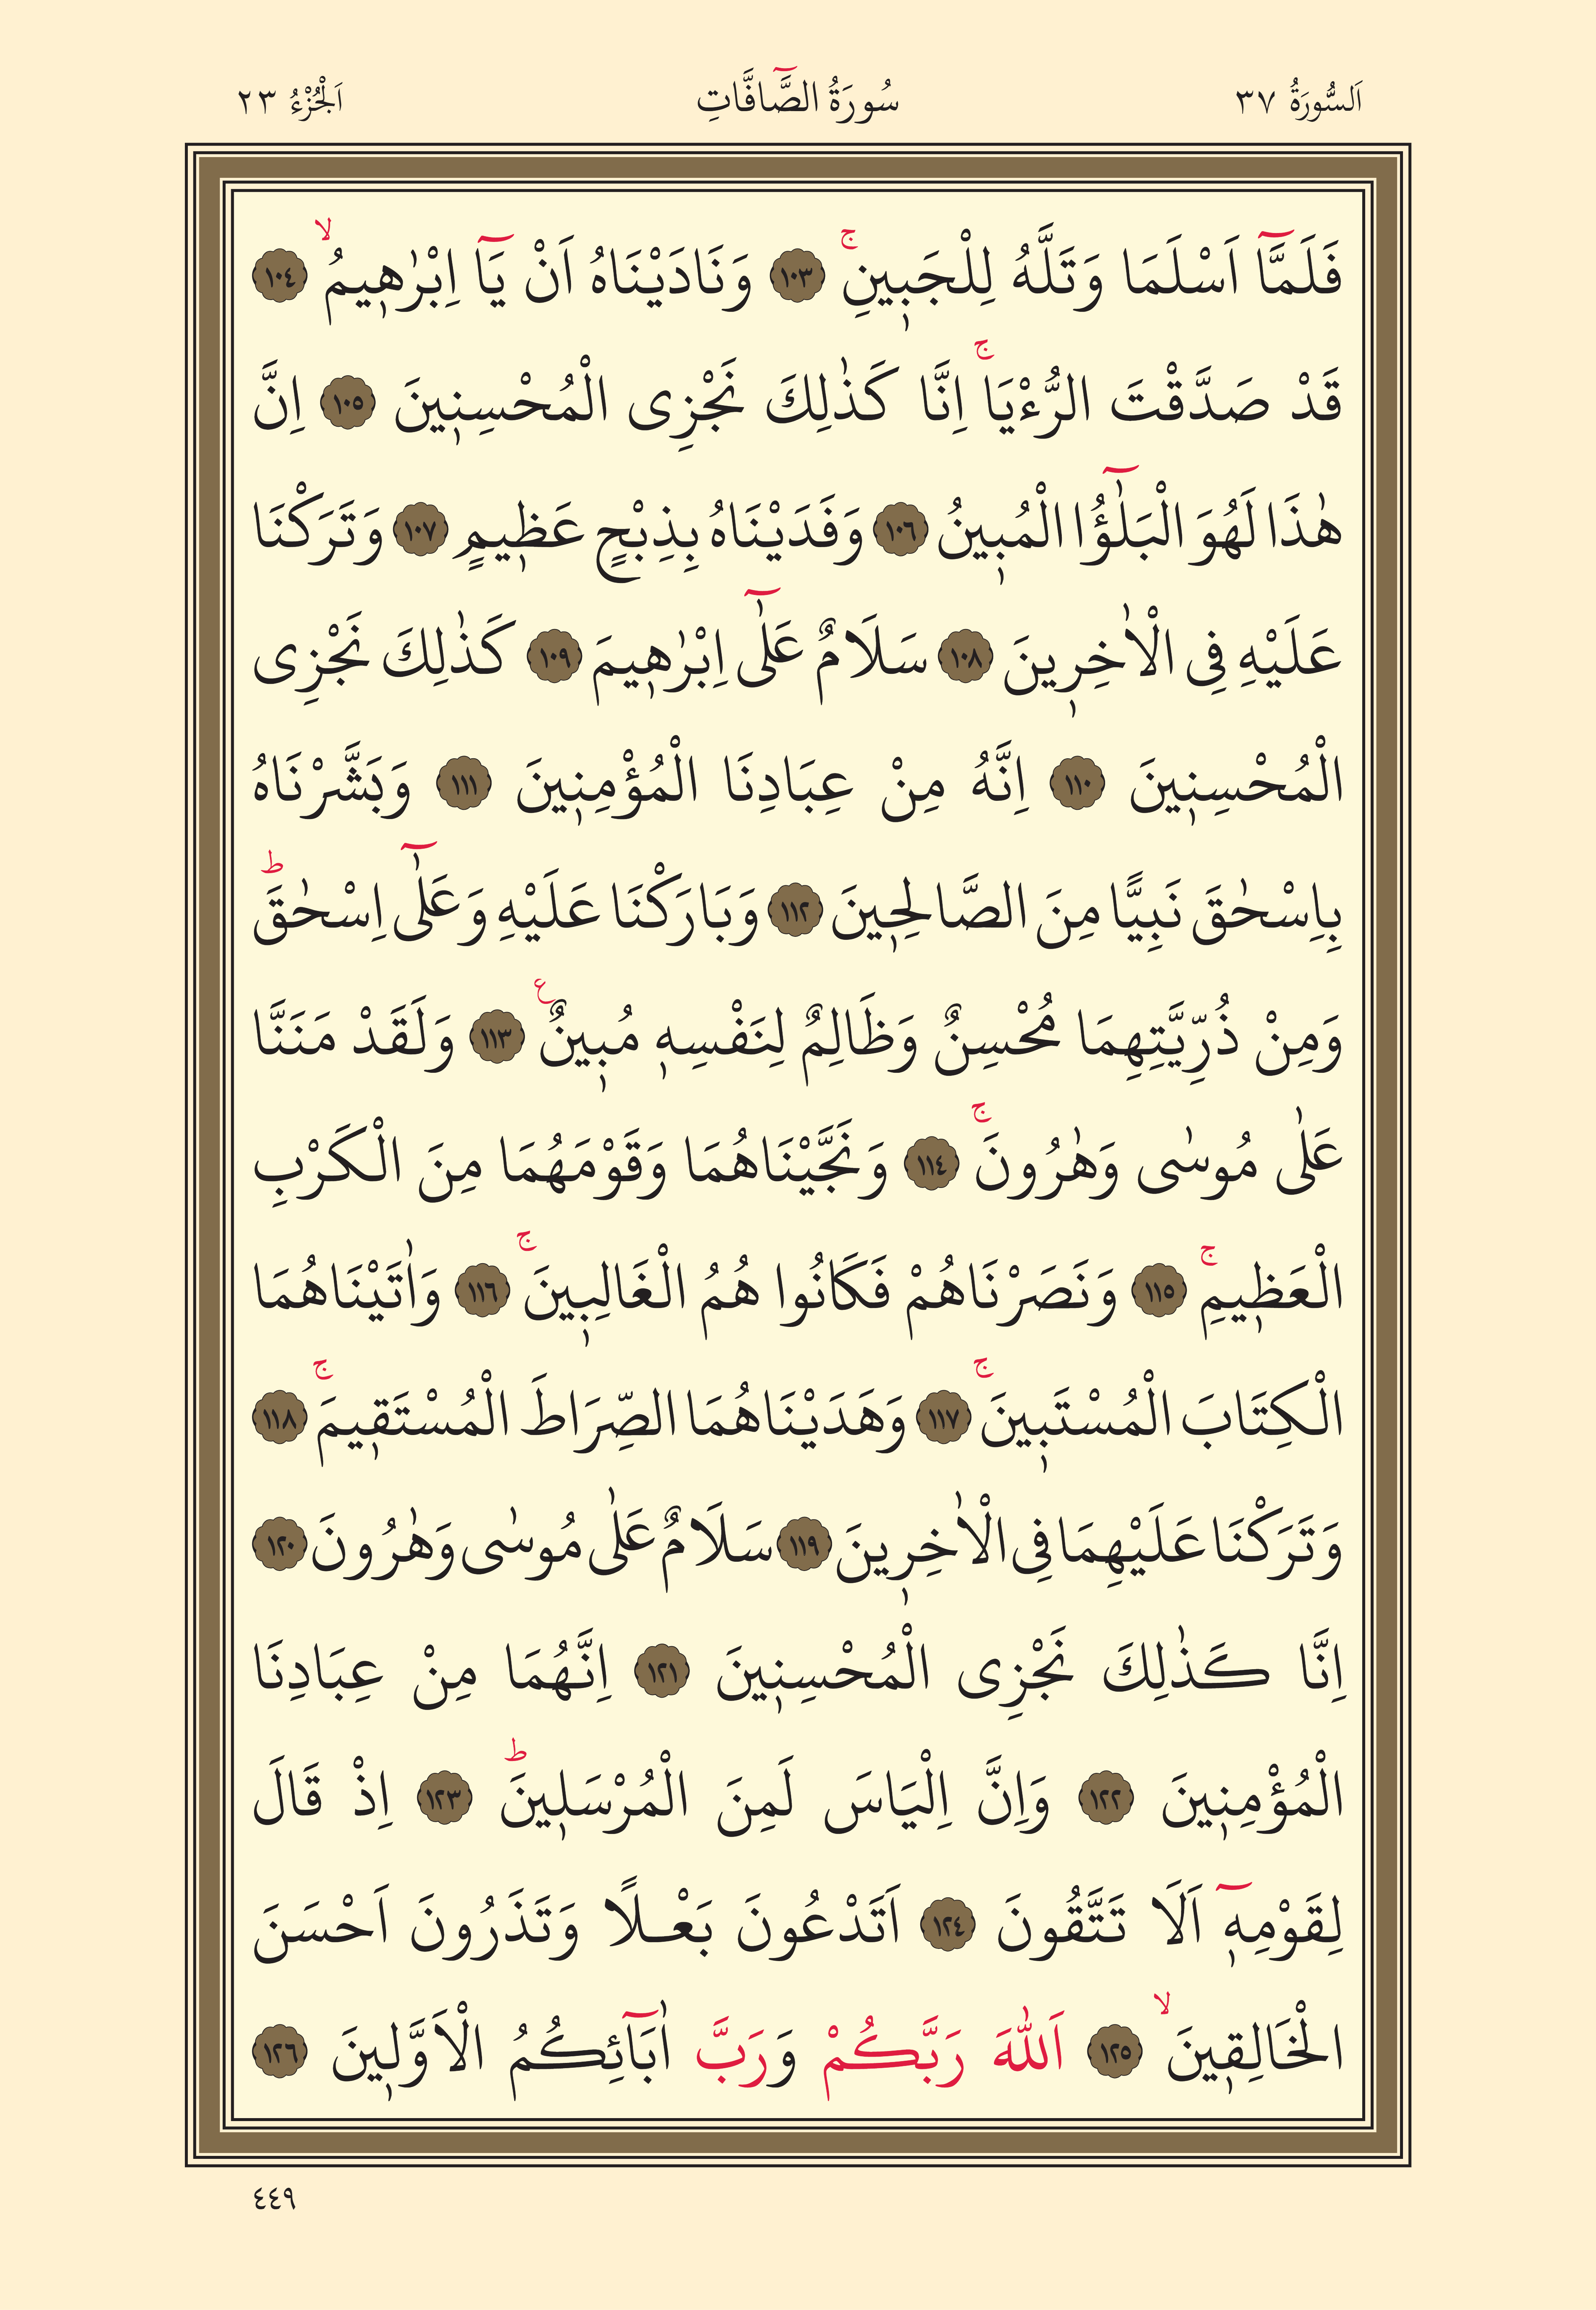 اَلسُّورَةُ ٣٧ سُورَةُ الصَّٓافَّاتِ اَلْجُزْءُ ٢٣
فَلَمَّٓا اَسْلَمَا وَتَلَّهُ لِلْجَب۪ينِۚ ﴿١٠٣﴾ وَنَادَيْنَاهُ اَنْ يَٓا اِبْرٰه۪يمُۙ ﴿١٠٤﴾
قَدْ صَدَّقْتَ الرُّءْيَاۚ اِنَّا كَذٰلِكَ نَجْزِى الْمُحْسِن۪ينَ ﴿١٠٥﴾ اِنَّ
هٰذَا لَهُوَ الْبَلٰٓؤُ۬ا الْمُب۪ينُ ﴿١٠٦﴾ وَفَدَيْنَاهُ بِذِبْحٍ عَظ۪يمٍ ﴿١٠٧﴾ وَتَرَكْنَا
عَلَيْهِ فِى الْاٰخِر۪ينَ ﴿١٠٨﴾ سَلَامٌ عَلٰٓى اِبْرٰه۪يمَ ﴿١٠٩﴾ كَذٰلِكَ نَجْزِى
الْمُحْسِن۪ينَ ﴿١١٠﴾ اِنَّهُ مِنْ عِبَادِنَا الْمُؤْمِن۪ينَ ﴿١١١﴾ وَبَشَّرْنَاهُ
بِاِسْحٰقَ نَبِيًّا مِنَ الصَّالِح۪ينَ ﴿١١٢﴾ وَبَارَكْنَا عَلَيْهِ وَعَلٰٓى اِسْحٰقَۜ
وَمِنْ ذُرِّيَّتِهِمَا مُحْسِنٌ وَظَالِمٌ لِنَفْسِه۪ مُب۪ينٌ۟ ﴿١١٣﴾ وَلَقَدْ مَنَنَّا
عَلٰى مُوسٰى وَهٰرُونَۚ ﴿١١٤﴾ وَنَجَّيْنَاهُمَا وَقَوْمَهُمَا مِنَ الْكَرْبِ
الْعَظ۪يمِۚ ﴿١١٥﴾ وَنَصَرْنَاهُمْ فَكَانُوا هُمُ الْغَالِب۪ينَۚ ﴿١١٦﴾ وَاٰتَيْنَاهُمَا
الْكِتَابَ الْمُسْتَب۪ينَۚ ﴿١١٧﴾ وَهَدَيْنَاهُمَا الصِّرَاطَ الْمُسْتَق۪يمَۚ ﴿١١٨﴾
وَتَرَكْنَا عَلَيْهِمَا فِى الْاٰخِر۪ينَ ﴿١١٩﴾ سَلَامٌ عَلٰى مُوسٰى وَهٰرُونَ ﴿١٢٠﴾
اِنَّا كَذٰلِكَ نَجْزِى الْمُحْسِن۪ينَ ﴿١٢١﴾ اِنَّهُمَا مِنْ عِبَادِنَا
الْمُؤْمِن۪ينَ ﴿١٢٢﴾ وَاِنَّ اِلْيَاسَ لَمِنَ الْمُرْسَل۪ينَۜ ﴿١٢٣﴾ اِذْ قَالَ
لِقَوْمِه۪ٓ اَلَا تَتَّقُونَ ﴿١٢٤﴾ اَتَدْعُونَ بَعْلًا وَتَذَرُونَ اَحْسَنَ
الْخَالِق۪ينَۙ ﴿١٢٥﴾ اَللّٰهَ رَبَّكُمْ وَرَبَّ اٰبَٓائِكُمُ الْاَوَّل۪ينَ ﴿١٢٦﴾
٤٤٩